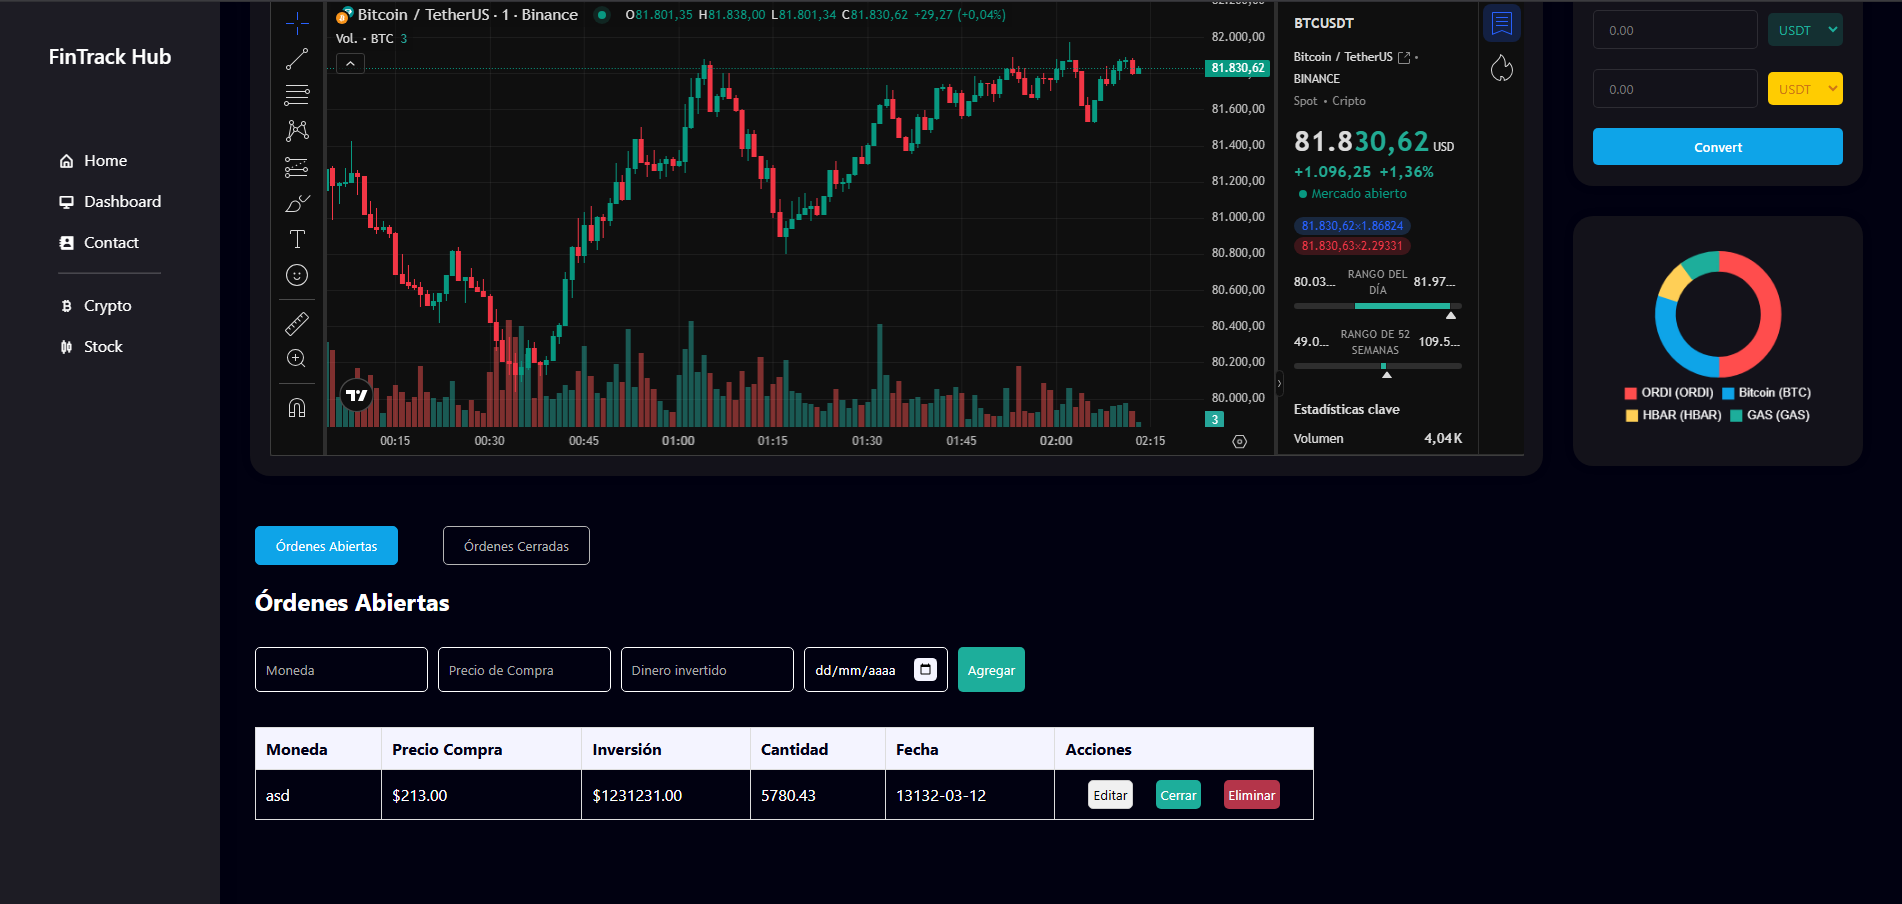 FinTrack Hub
Home
Dashboard
Contact
Crypto
Stock
Bitcoin / TetherUS · 1 · Binance O81.801,35 H81.838,00 L81.801,34 C81.830,62 +29,27 (+0,04%)
Vol. · BTC 3
82.000,00
81.830,62
81.600,00
81.400,00
81.200,00
81.000,00
80.800,00
80.600,00
80.400,00
80.200,00
80.000,00
3
00:15 00:30 00:45 01:00 01:15 01:30 01:45 02:00 02:15
BTCUSDT
Bitcoin / TetherUS ·
BINANCE
Spot • Cripto
81.830,62 USD
+1.096,25 +1,36%
Mercado abierto
81.830,62×1.86824
81.830,63×2.29331
80.03... RANGO DEL DÍA 81.97...
49.0... RANGO DE 52 SEMANAS 109.5...
Estadísticas clave
Volumen 4,04K
0.00 USDT
0.00 USDT
Convert
ORDI (ORDI) Bitcoin (BTC)
HBAR (HBAR) GAS (GAS)
Órdenes Abiertas Órdenes Cerradas
Órdenes Abiertas
Moneda Precio de Compra Dinero invertido dd/mm/aaaa Agregar
Moneda Precio Compra Inversión Cantidad Fecha Acciones
asd $213.00 $1231231.00 5780.43 13132-03-12 Editar Cerrar Eliminar